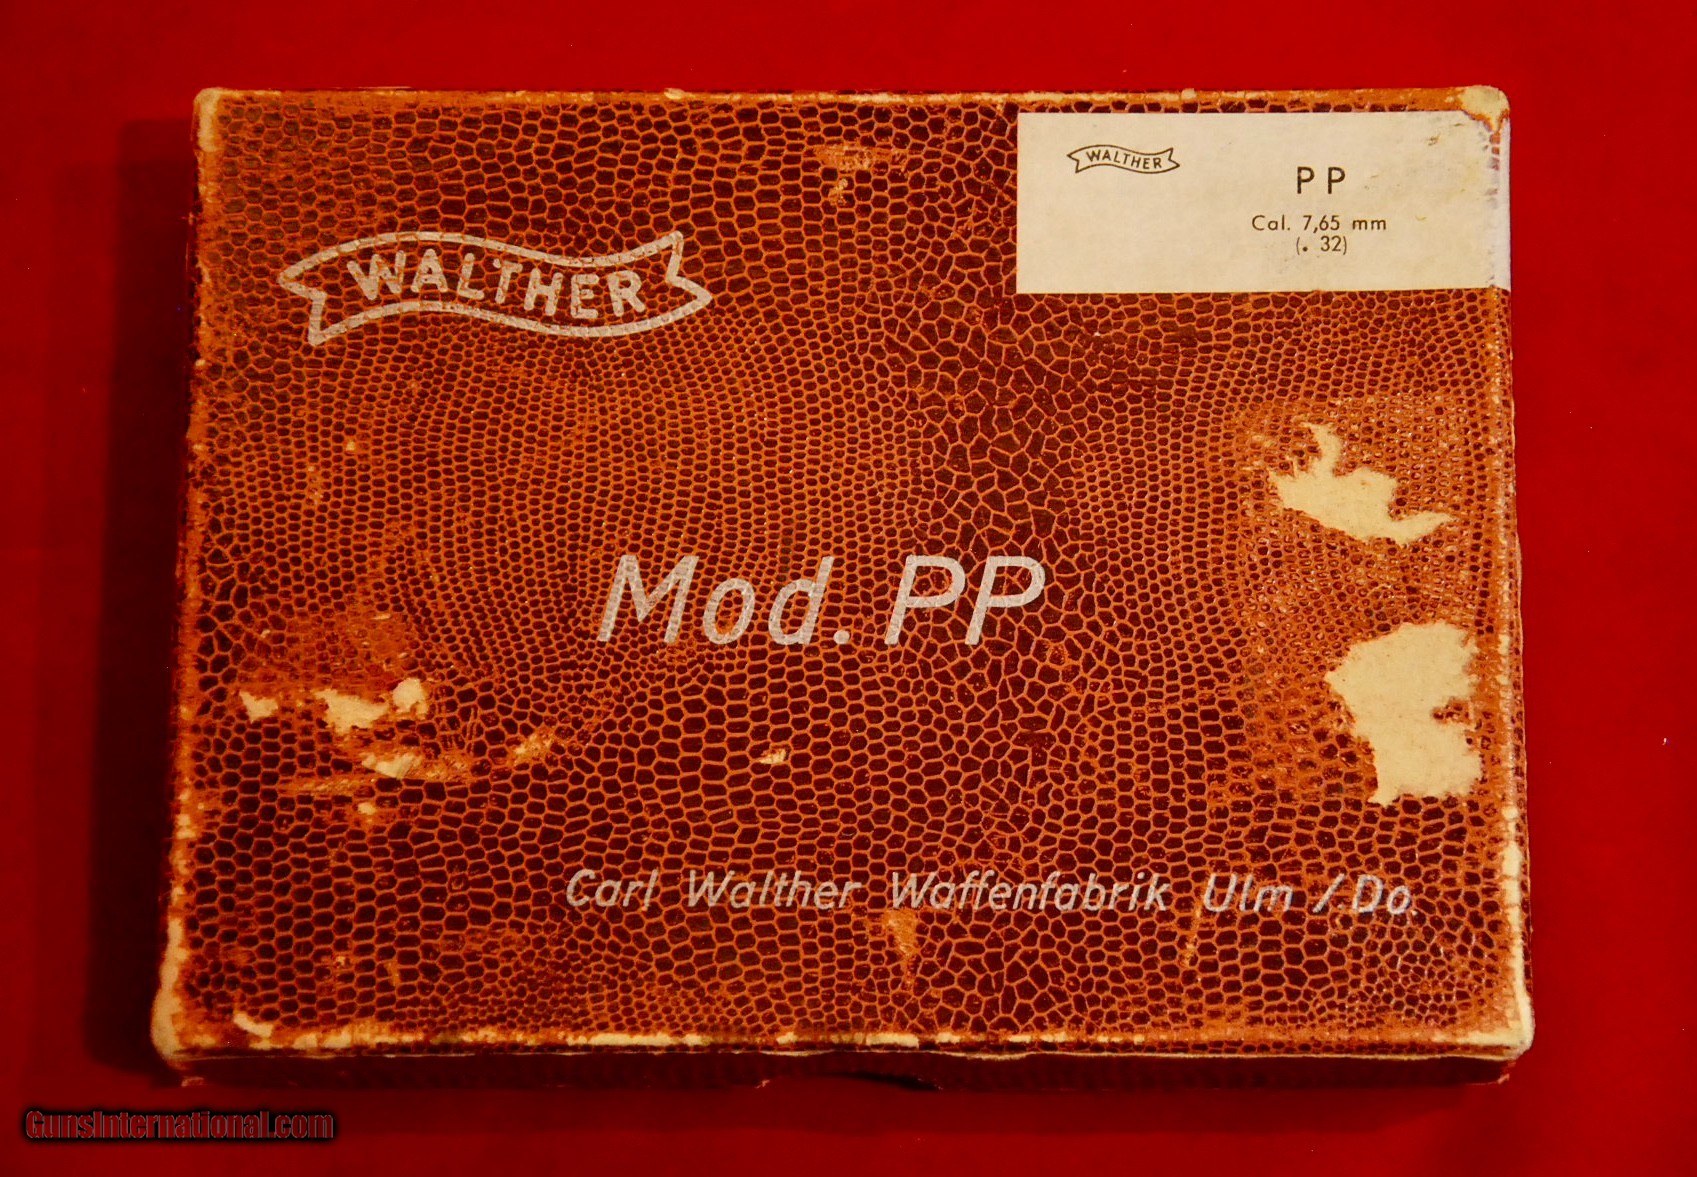 WALTHER
PP
Cal. 7,65 mm
(. 32)
WALTHER
Mod. PP
Carl Walther Waffenfabrik Ulm /Do.
GunsInternational.com